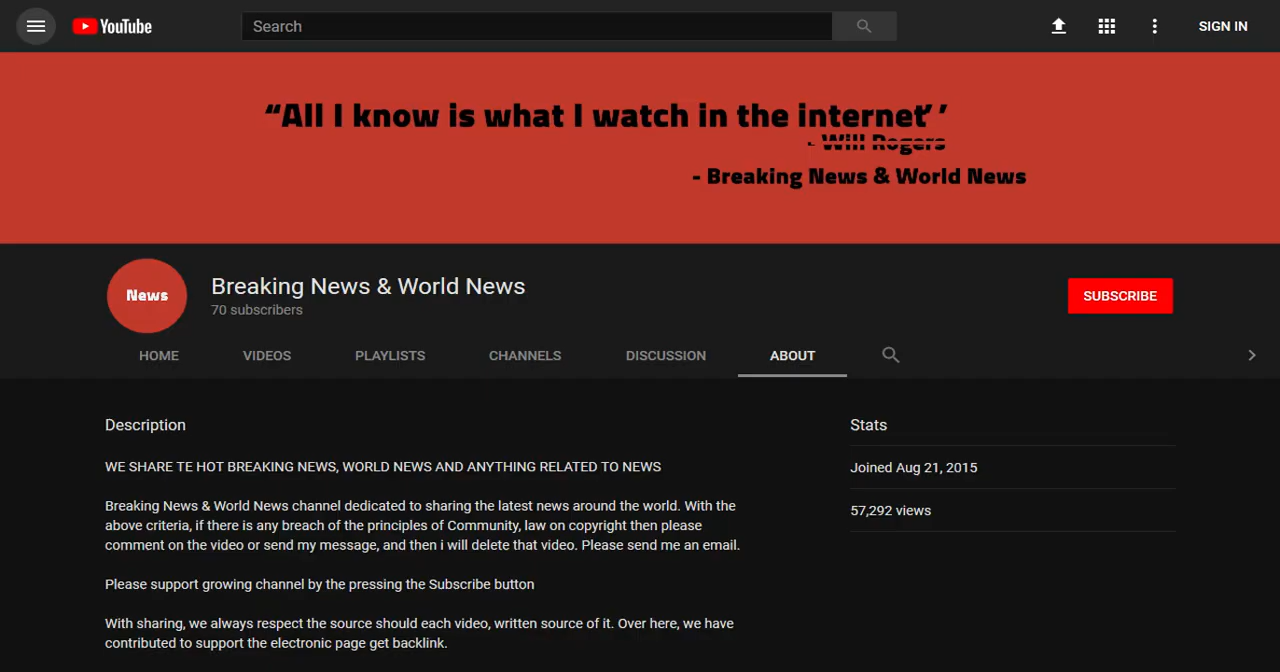 YouTube
Search
SIGN IN
“All I know is what I watch in the internet’’
- Will Rogers
- Breaking News & World News
News
Breaking News & World News
70 subscribers
SUBSCRIBE
HOME VIDEOS PLAYLISTS CHANNELS DISCUSSION ABOUT
Description
WE SHARE TE HOT BREAKING NEWS, WORLD NEWS AND ANYTHING RELATED TO NEWS
Breaking News & World News channel dedicated to sharing the latest news around the world. With the
above criteria, if there is any breach of the principles of Community, law on copyright then please
comment on the video or send my message, and then i will delete that video. Please send me an email.
Please support growing channel by the pressing the Subscribe button
With sharing, we always respect the source should each video, written source of it. Over here, we have
contributed to support the electronic page get backlink.
Stats
Joined Aug 21, 2015
57,292 views